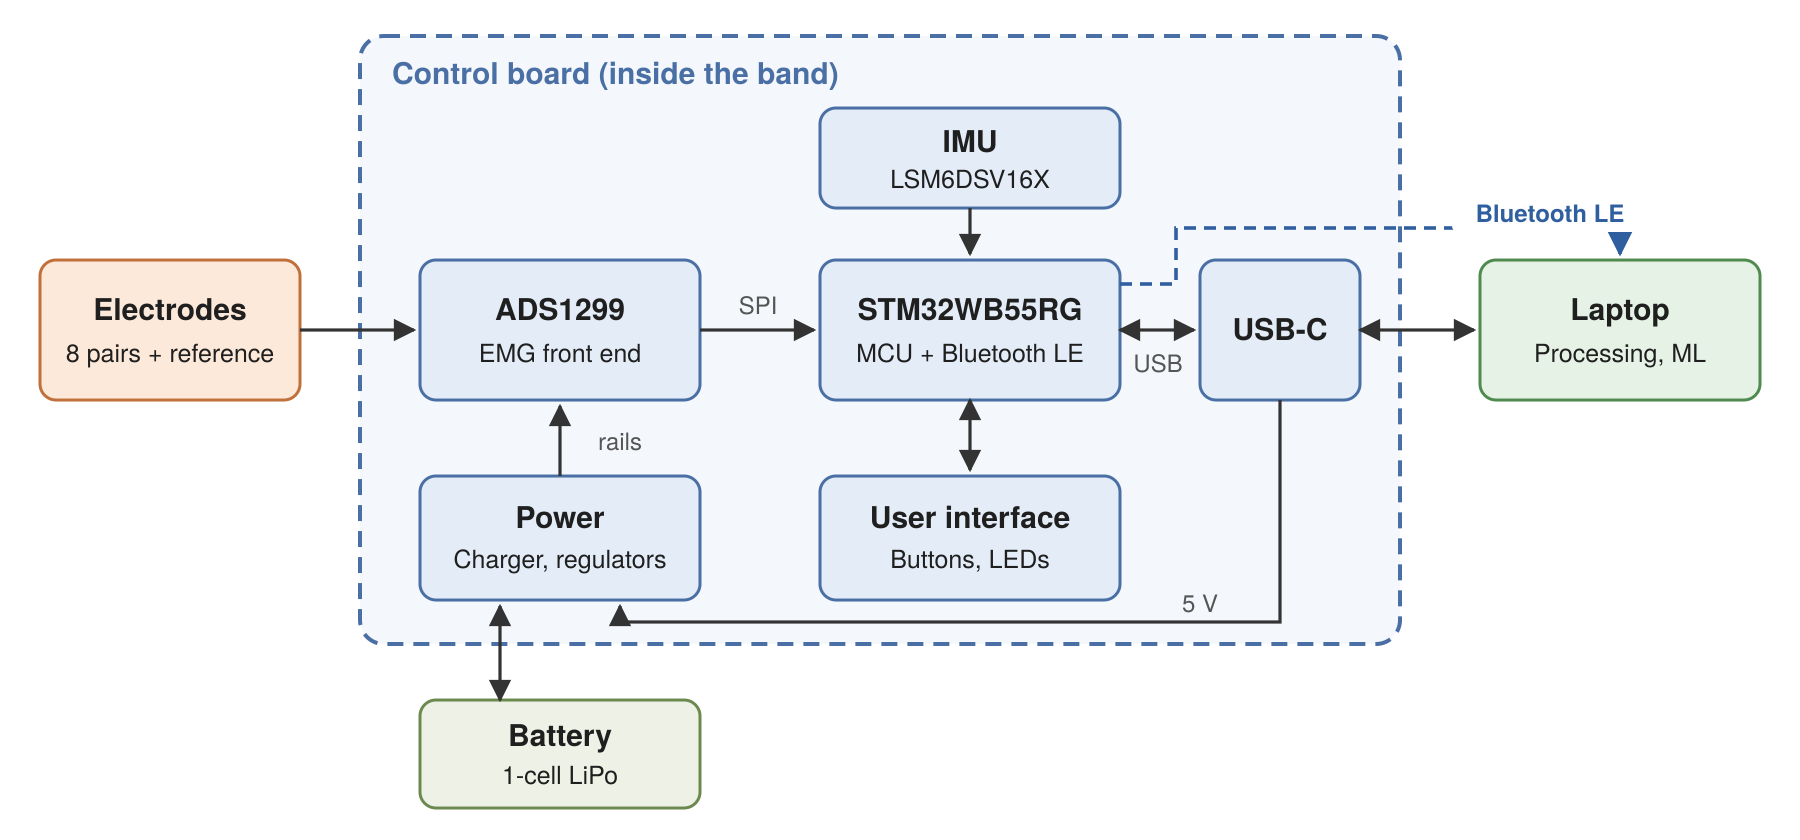 Control board (inside the band)
IMU
LSM6DSV16X
Bluetooth LE
Electrodes
8 pairs + reference
ADS1299
EMG front end
SPI
STM32WB55RG
MCU + Bluetooth LE
USB
USB-C
Laptop
Processing, ML
rails
Power
Charger, regulators
User interface
Buttons, LEDs
5 V
Battery
1-cell LiPo